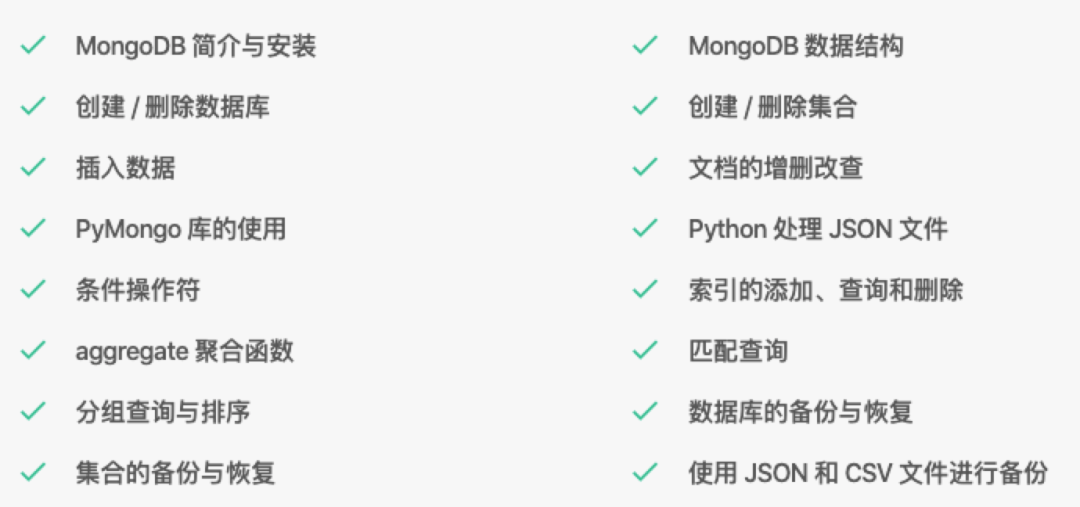 MongoDB 简介与安装
MongoDB 数据结构
创建 / 删除数据库
创建 / 删除集合
插入数据
文档的增删改查
PyMongo 库的使用
Python 处理 JSON 文件
条件操作符
索引的添加、查询和删除
aggregate 聚合函数
匹配查询
分组查询与排序
数据库的备份与恢复
集合的备份与恢复
使用 JSON 和 CSV 文件进行备份